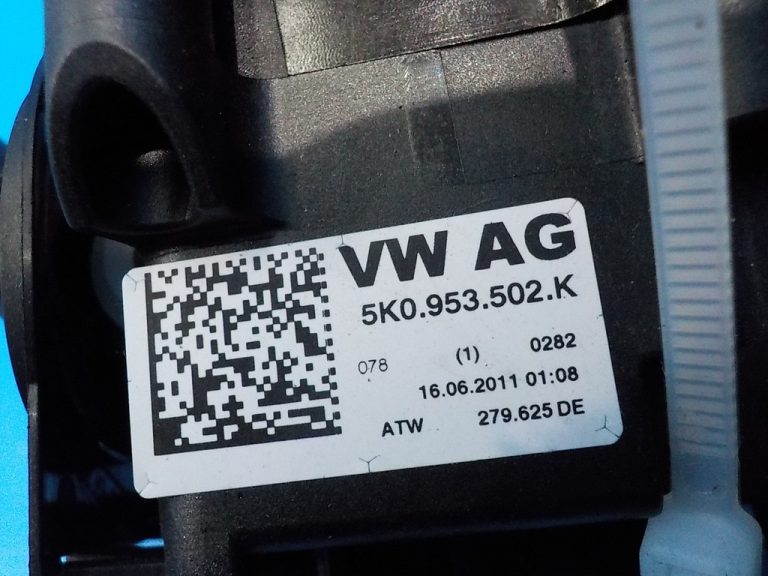 VW AG
5K0.953.502.K
078 (1) 0282
16.06.2011 01:08
ATW 279.625 DE